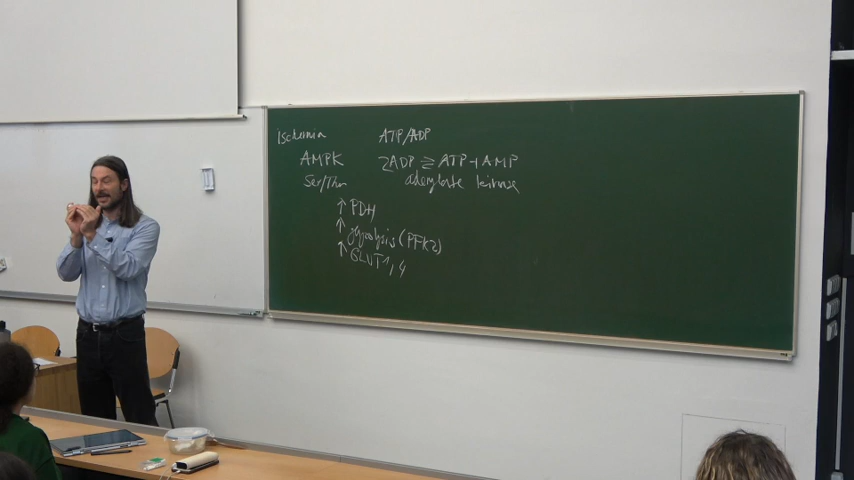 Ischemia ATP/ADP
AMPK 2ADP ⇌ ATP+AMP
Ser/Thr adenylate kinase
↑ PDH
↑ glycolysis (PFK2)
↑ GLUT1,4